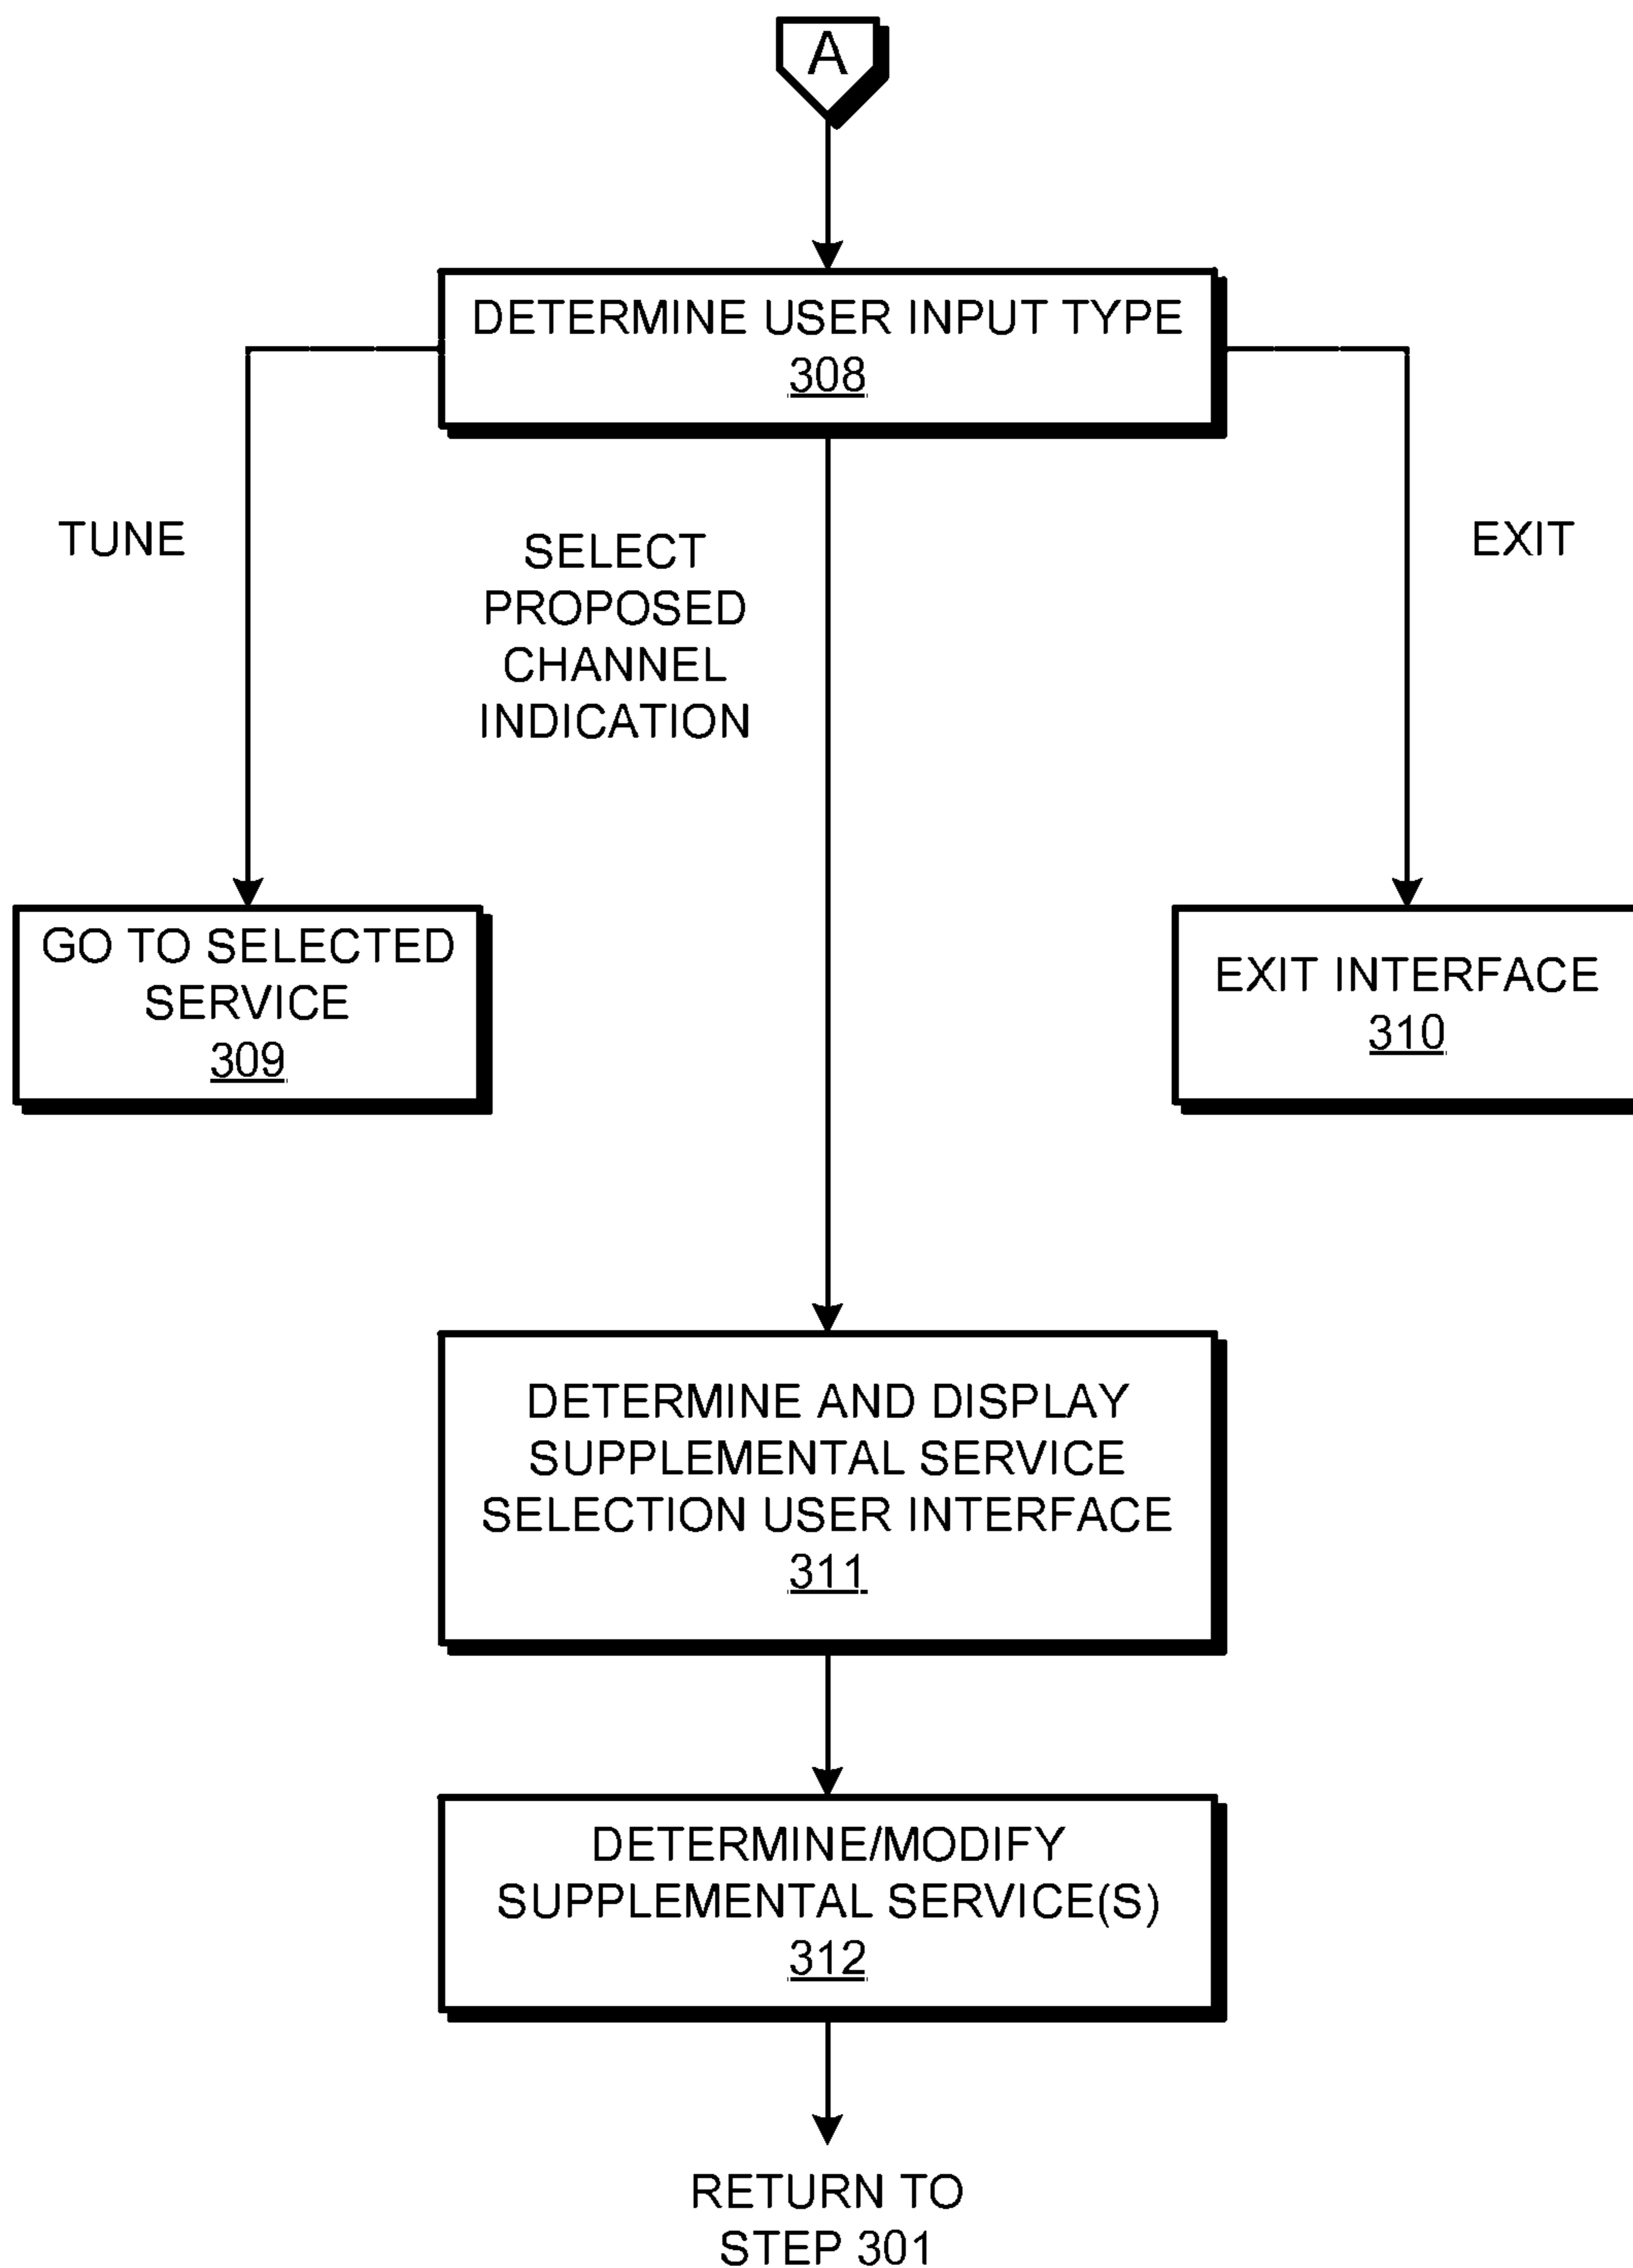 A
DETERMINE USER INPUT TYPE
308
TUNE
SELECT
PROPOSED
CHANNEL
INDICATION
EXIT
GO TO SELECTED
SERVICE
309
EXIT INTERFACE
310
DETERMINE AND DISPLAY
SUPPLEMENTAL SERVICE
SELECTION USER INTERFACE
311
DETERMINE/MODIFY
SUPPLEMENTAL SERVICE(S)
312
RETURN TO
STEP 301